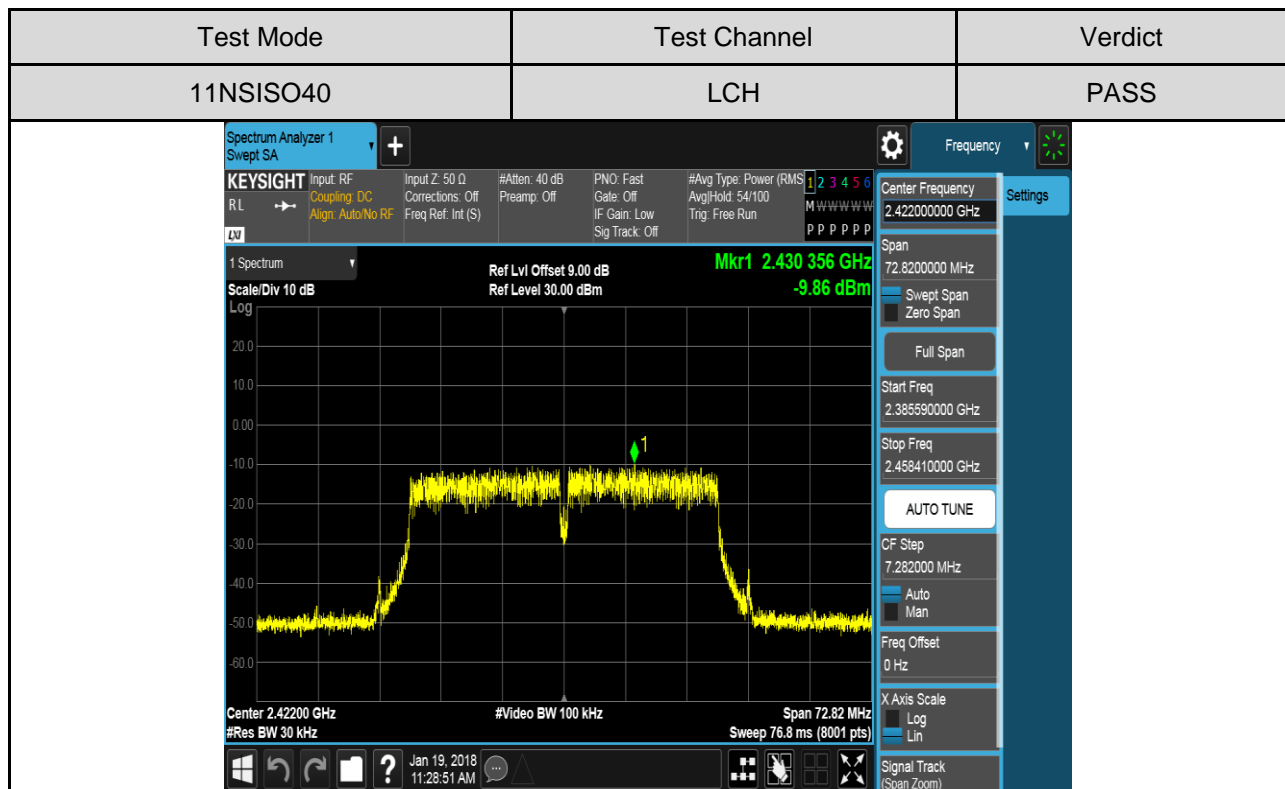 Test Mode Test Channel Verdict
11NSISO40 LCH PASS
Spectrum Analyzer 1
Swept SA
+
Frequency
KEYSIGHT
RL
LXI
Input: RF
Coupling: DC
Align: Auto/No RF
Input Z: 50 Ω
Corrections: Off
Freq Ref: Int (S)
#Atten: 40 dB
Preamp: Off
PNO: Fast
Gate: Off
IF Gain: Low
Sig Track: Off
#Avg Type: Power (RMS
Avg|Hold: 54/100
Trig: Free Run
1 2 3 4 5 6
M W W W W W
P P P P P P
1 Spectrum
Scale/Div 10 dB
Log
Ref Lvl Offset 9.00 dB
Ref Level 30.00 dBm
Mkr1 2.430 356 GHz
-9.86 dBm
20.0
10.0
0.00
-10.0
-20.0
-30.0
-40.0
-50.0
-60.0
1
Center 2.42200 GHz
#Res BW 30 kHz
#Video BW 100 kHz
Span 72.82 MHz
Sweep 76.8 ms (8001 pts)
Center Frequency
2.422000000 GHz
Settings
Span
72.8200000 MHz
Swept Span
Zero Span
Full Span
Start Freq
2.385590000 GHz
Stop Freq
2.458410000 GHz
AUTO TUNE
CF Step
7.282000 MHz
Auto
Man
Freq Offset
0 Hz
X Axis Scale
Log
Lin
Signal Track
(Span Zoom)
?
Jan 19, 2018
11:28:51 AM